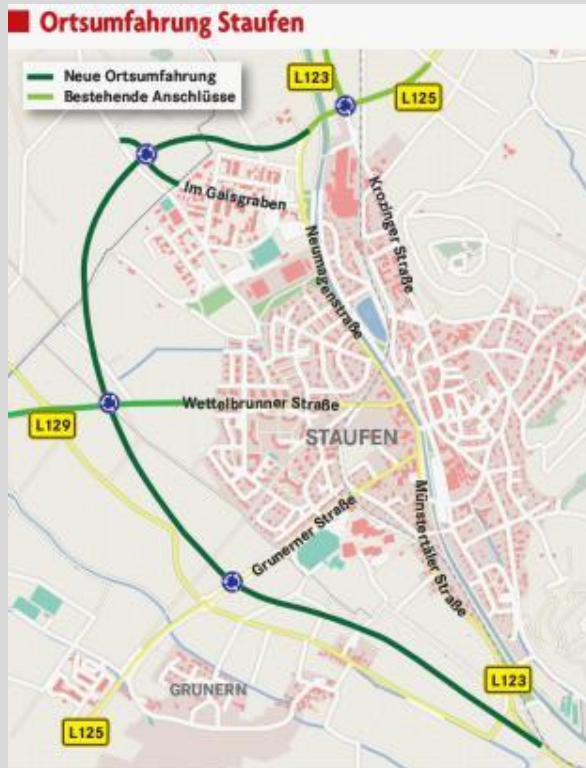 Ortsumfahrung Staufen
Neue Ortsumfahrung
Bestehende Anschlüsse
L123
L125
Im Gaisgraben
Krozinger Straße
Neumagenstraße
Wettelbrunner Straße
L129
STAUFEN
Grunerner Straße
Münstertäler Straße
GRUNERN
L123
L125